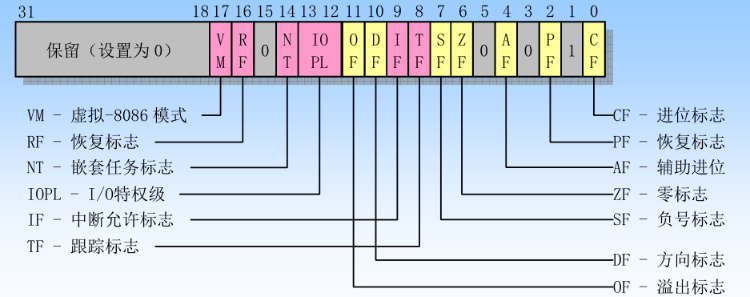 31 18 17 16 15 14 13 12 11 10 9 8 7 6 5 4 3 2 1 0
保留（设置为0） VM RF 0 NT IOPL OF DF IF TF SF ZF 0 AF 0 PF 1 CF
VM - 虚拟-8086 模式 CF - 进位标志
RF - 恢复标志 PF - 恢复标志
NT - 嵌套任务标志 AF - 辅助进位
IOPL - I/O特权级 ZF - 零标志
IF - 中断允许标志 SF - 负号标志
TF - 跟踪标志
DF - 方向标志
OF - 溢出标志